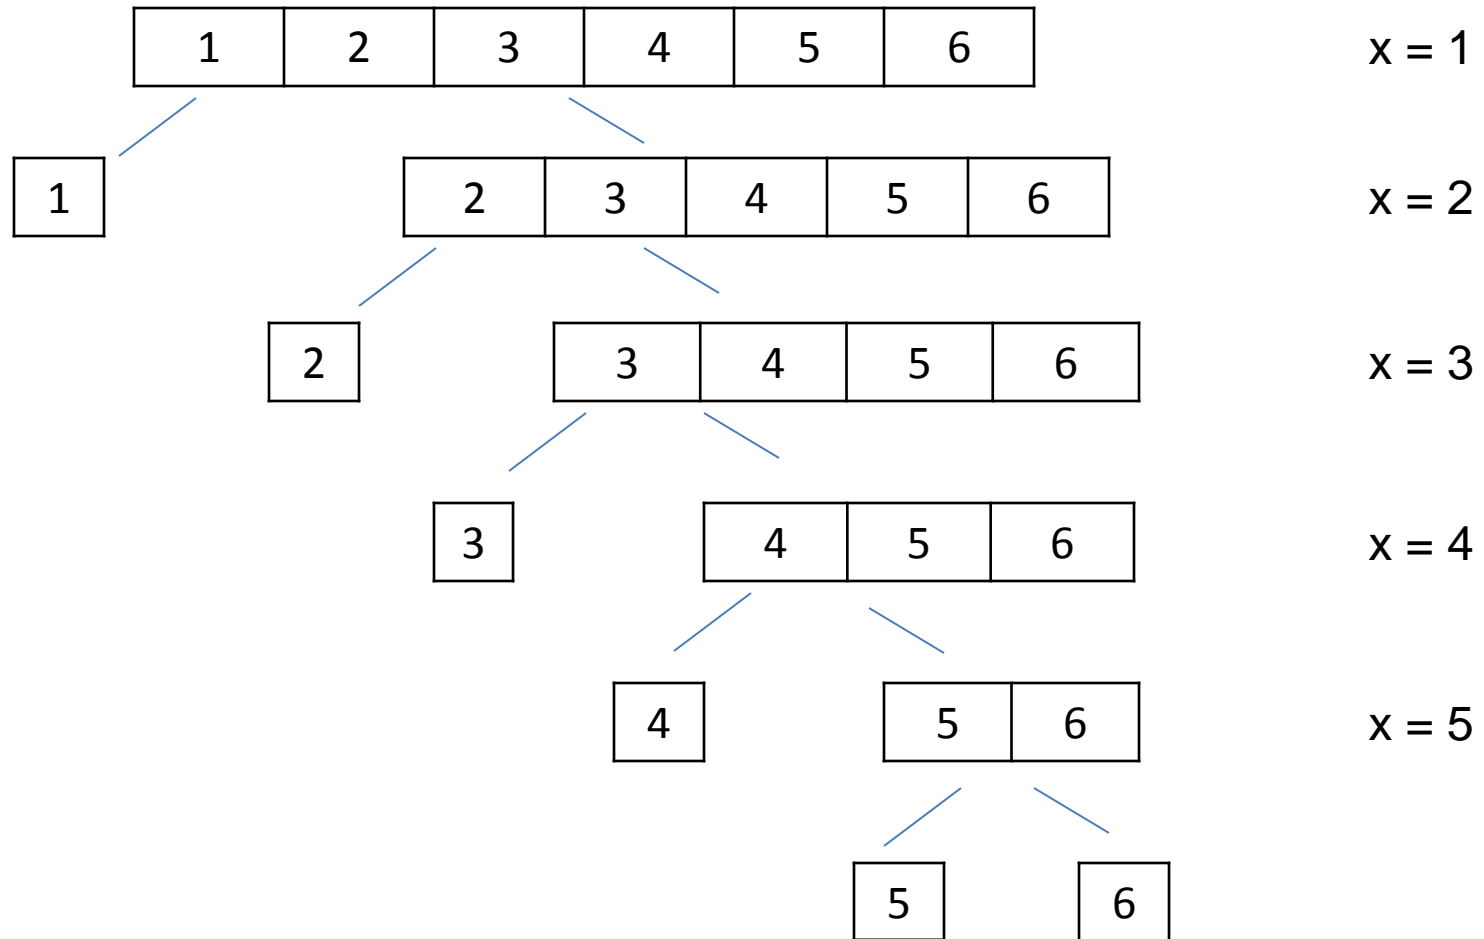 1 2 3 4 5 6 x = 1
1 2 3 4 5 6 x = 2
2 3 4 5 6 x = 3
3 4 5 6 x = 4
4 5 6 x = 5
5 6